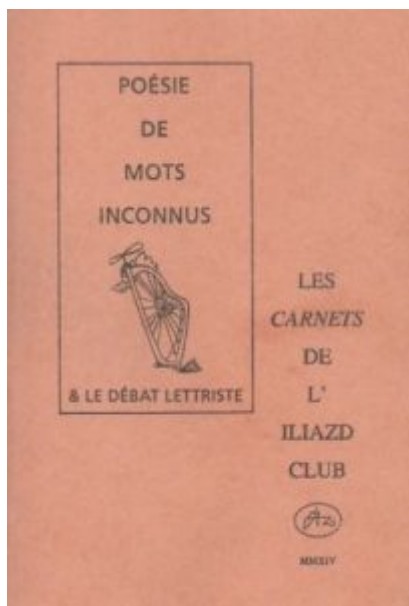 POÉSIE
DE
MOTS
INCONNUS
& LE DÉBAT LETTRISTE
LES
CARNETS
DE
L'
ILIAZD
CLUB
MMXIV